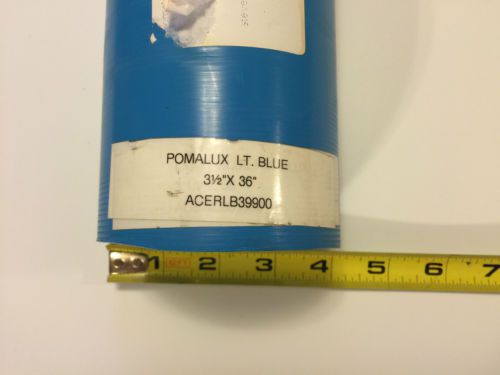 POMALUX LT. BLUE
3½"X 36"
ACERLB39900
1 2 3 4 5 6 7